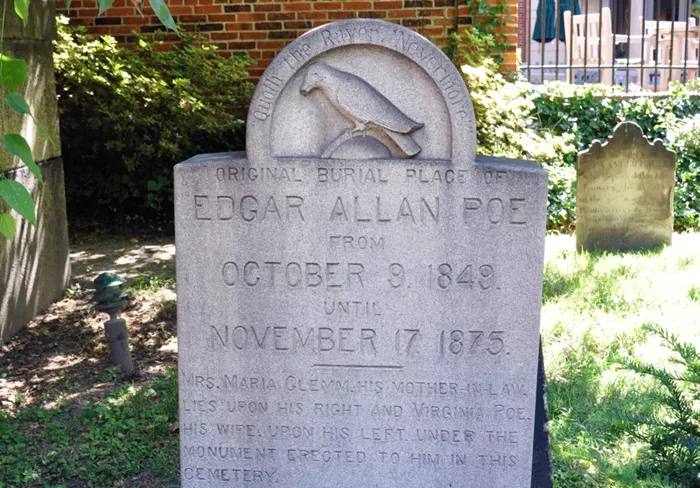 Quoth the Raven, "Nevermore."
ORIGINAL BURIAL PLACE OF
EDGAR ALLAN POE
FROM
OCTOBER 9. 1849.
UNTIL
NOVEMBER 17. 1875.
MRS. MARIA CLEMM, HIS MOTHER-IN-LAW,
LIES UPON HIS RIGHT AND VIRGINIA POE,
HIS WIFE, UPON HIS LEFT, UNDER THE
MONUMENT ERECTED TO HIM IN THIS
CEMETERY.